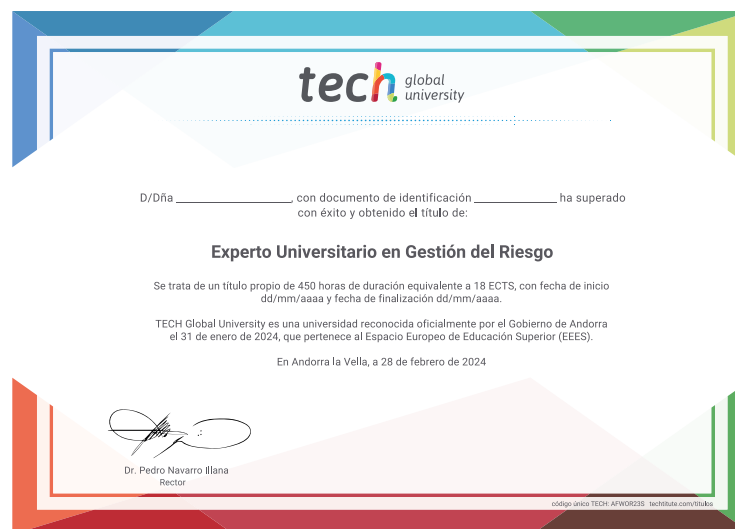 tech global
university
D/Dña ____________, con documento de identificación ____________ ha superado
con éxito y obtenido el título de:
Experto Universitario en Gestión del Riesgo
Se trata de un título propio de 450 horas de duración equivalente a 18 ECTS, con fecha de inicio
dd/mm/aaaa y fecha de finalización dd/mm/aaaa.
TECH Global University es una universidad reconocida oficialmente por el Gobierno de Andorra
el 31 de enero de 2024, que pertenece al Espacio Europeo de Educación Superior (EEES).
En Andorra la Vella, a 28 de febrero de 2024
Dr. Pedro Navarro Illana
Rector
código único TECH: AFWOR235 techtitute.com/titulos